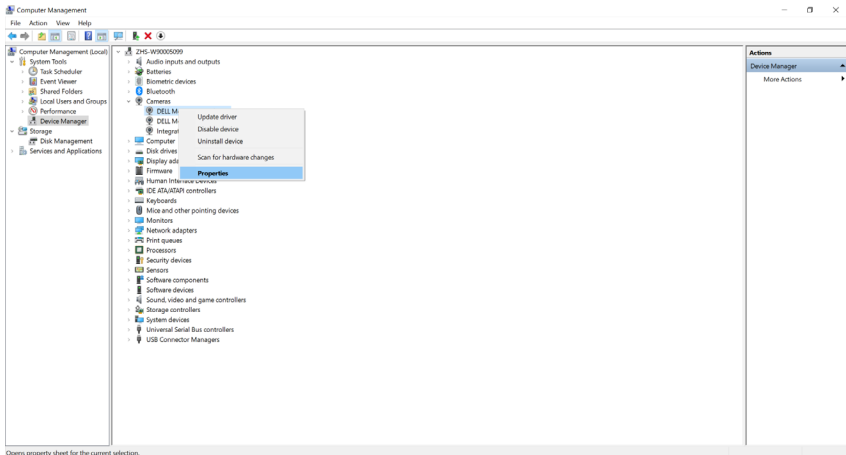 Computer Management
File Action View Help
Computer Management (Local)
System Tools
Task Scheduler
Event Viewer
Shared Folders
Local Users and Groups
Performance
Device Manager
Storage
Disk Management
Services and Applications
ZHS-W90005099
Audio inputs and outputs
Batteries
Biometric devices
Bluetooth
Cameras
DELL M
DELL M
Integrat
Computer
Disk drives
Display ada
Firmware
Human Interface Devices
IDE ATA/ATAPI controllers
Keyboards
Mice and other pointing devices
Monitors
Network adapters
Print queues
Processors
Security devices
Sensors
Software components
Software devices
Sound, video and game controllers
Storage controllers
System devices
Universal Serial Bus controllers
USB Connector Managers
Update driver
Disable device
Uninstall device
Scan for hardware changes
Properties
Actions
Device Manager
More Actions
Opens property sheet for the current selection.